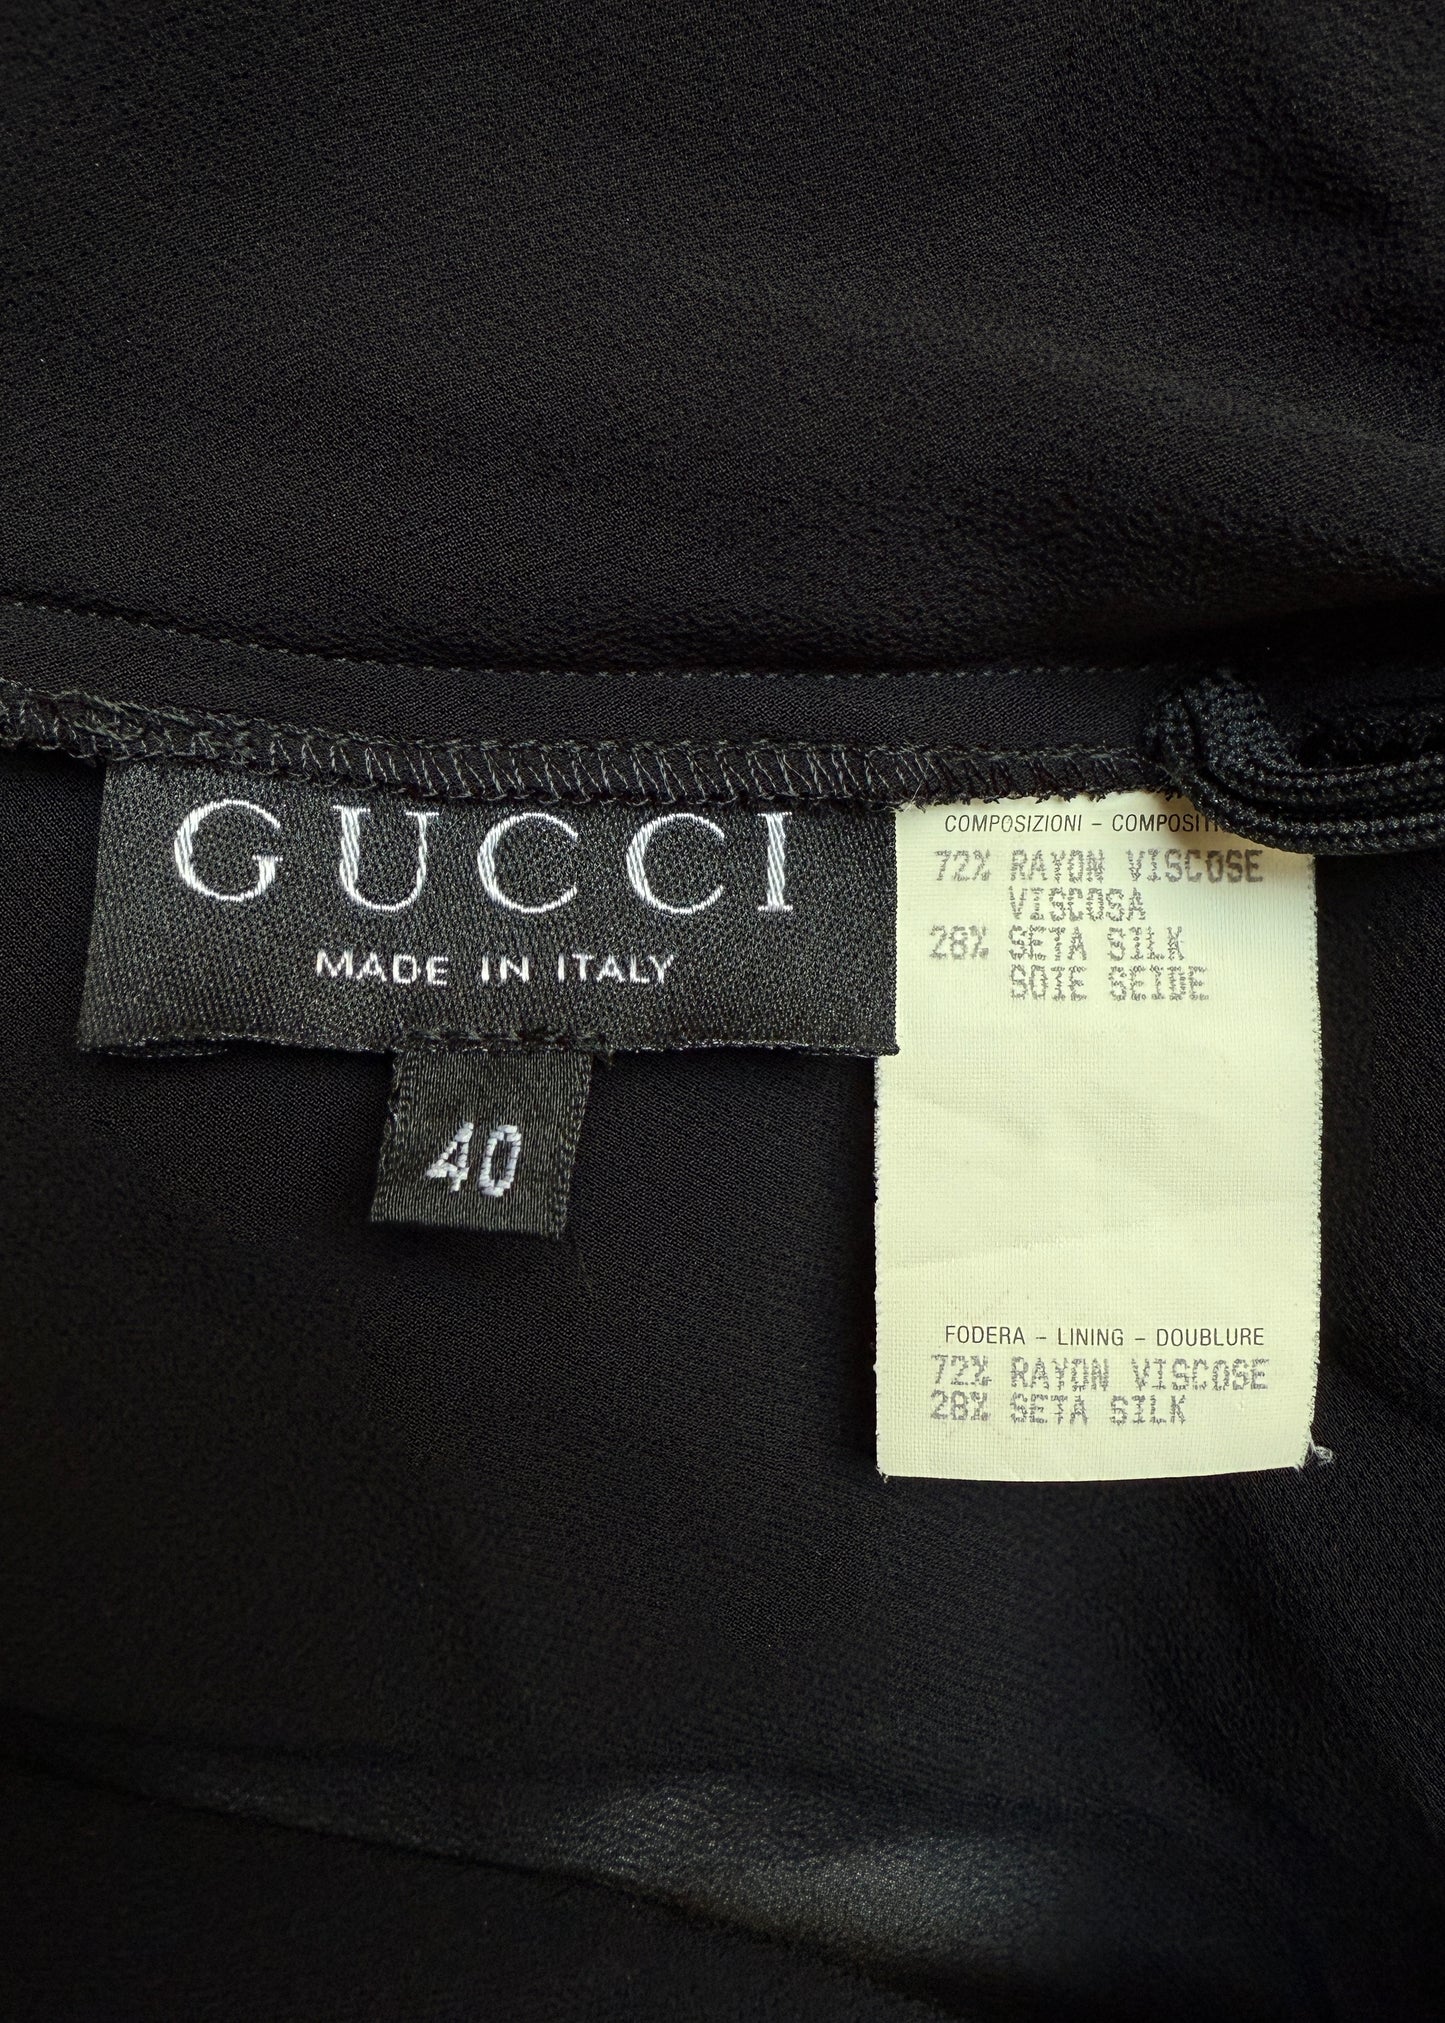 GUCCI
MADE IN ITALY
40
COMPOSIZIONI - COMPOSITI
72% RAYON VISCOSE
VISCOSA
28% SETA SILK
SOIE SEIDE
FODERA - LINING - DOUBLURE
72% RAYON VISCOSE
28% SETA SILK